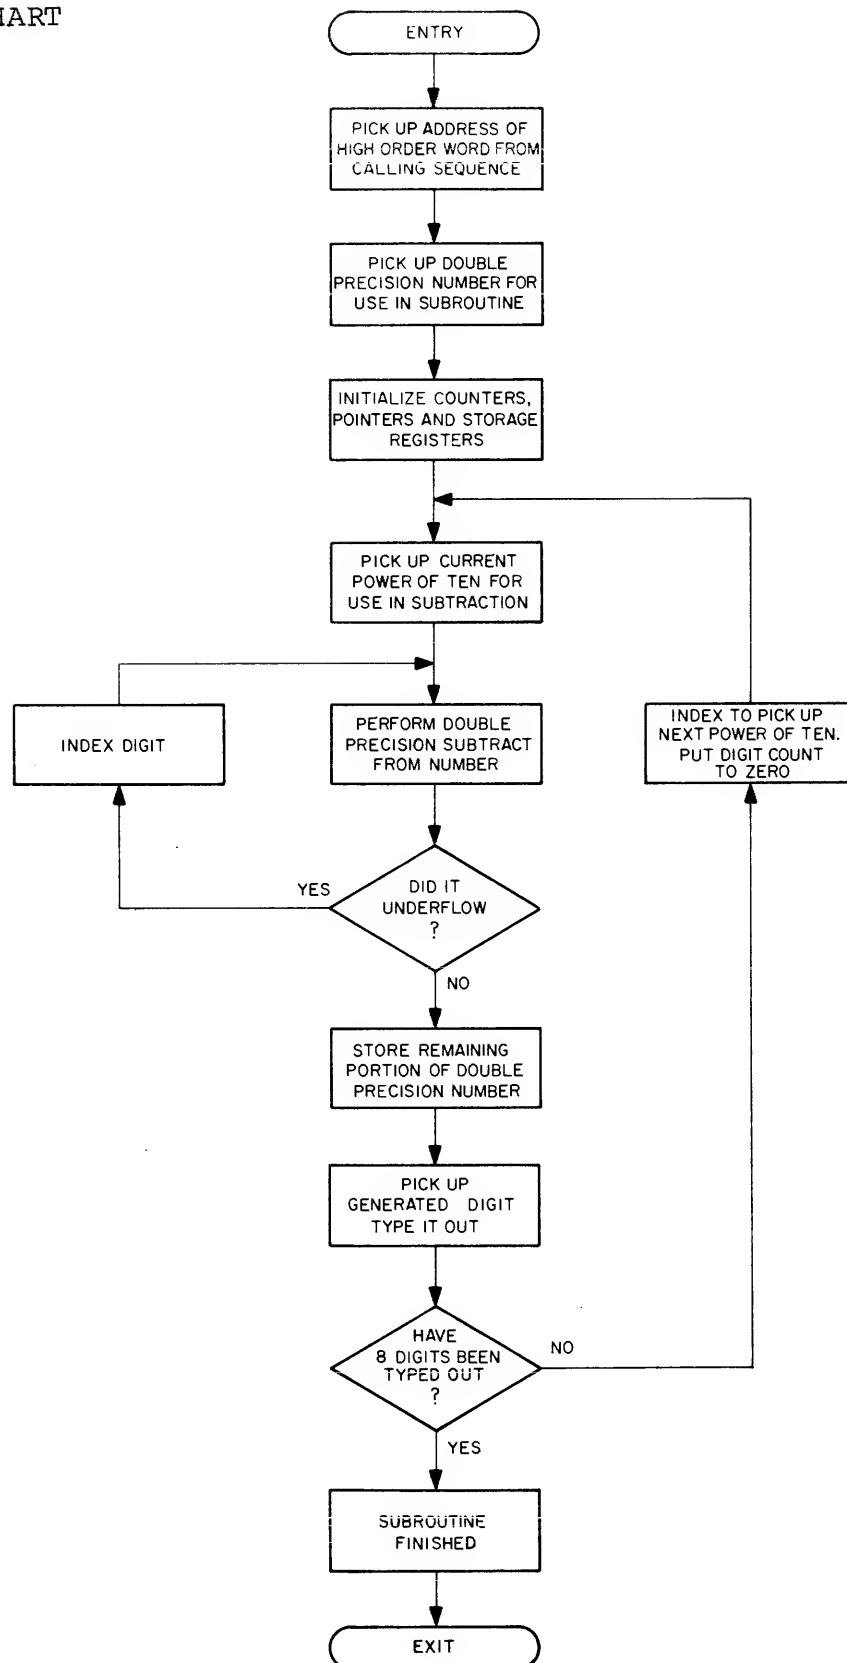 ENTRY
PICK UP ADDRESS OF
HIGH ORDER WORD FROM
CALLING SEQUENCE
PICK UP DOUBLE
PRECISION NUMBER FOR
USE IN SUBROUTINE
INITIALIZE COUNTERS,
POINTERS AND STORAGE
REGISTERS
PICK UP CURRENT
POWER OF TEN FOR
USE IN SUBTRACTION
INDEX DIGIT
PERFORM DOUBLE
PRECISION SUBTRACT
FROM NUMBER
INDEX TO PICK UP
NEXT POWER OF TEN.
PUT DIGIT COUNT
TO ZERO
YES
DID IT
UNDERFLOW
?
NO
STORE REMAINING
PORTION OF DOUBLE
PRECISION NUMBER
PICK UP
GENERATED DIGIT
TYPE IT OUT
HAVE
8 DIGITS BEEN
TYPED OUT
?
NO
YES
SUBROUTINE
FINISHED
EXIT